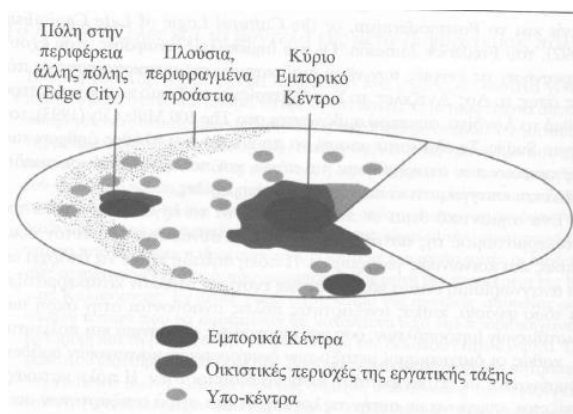 Πόλη στην
περιφέρεια
άλλης πόλης
(Edge City)
Πλούσια,
περιφραγμένα
προάστια
Κύριο
Εμπορικό
Κέντρο
Εμπορικά Κέντρα
Οικιστικές περιοχές της εργατικής τάξης
Υπο-κέντρα